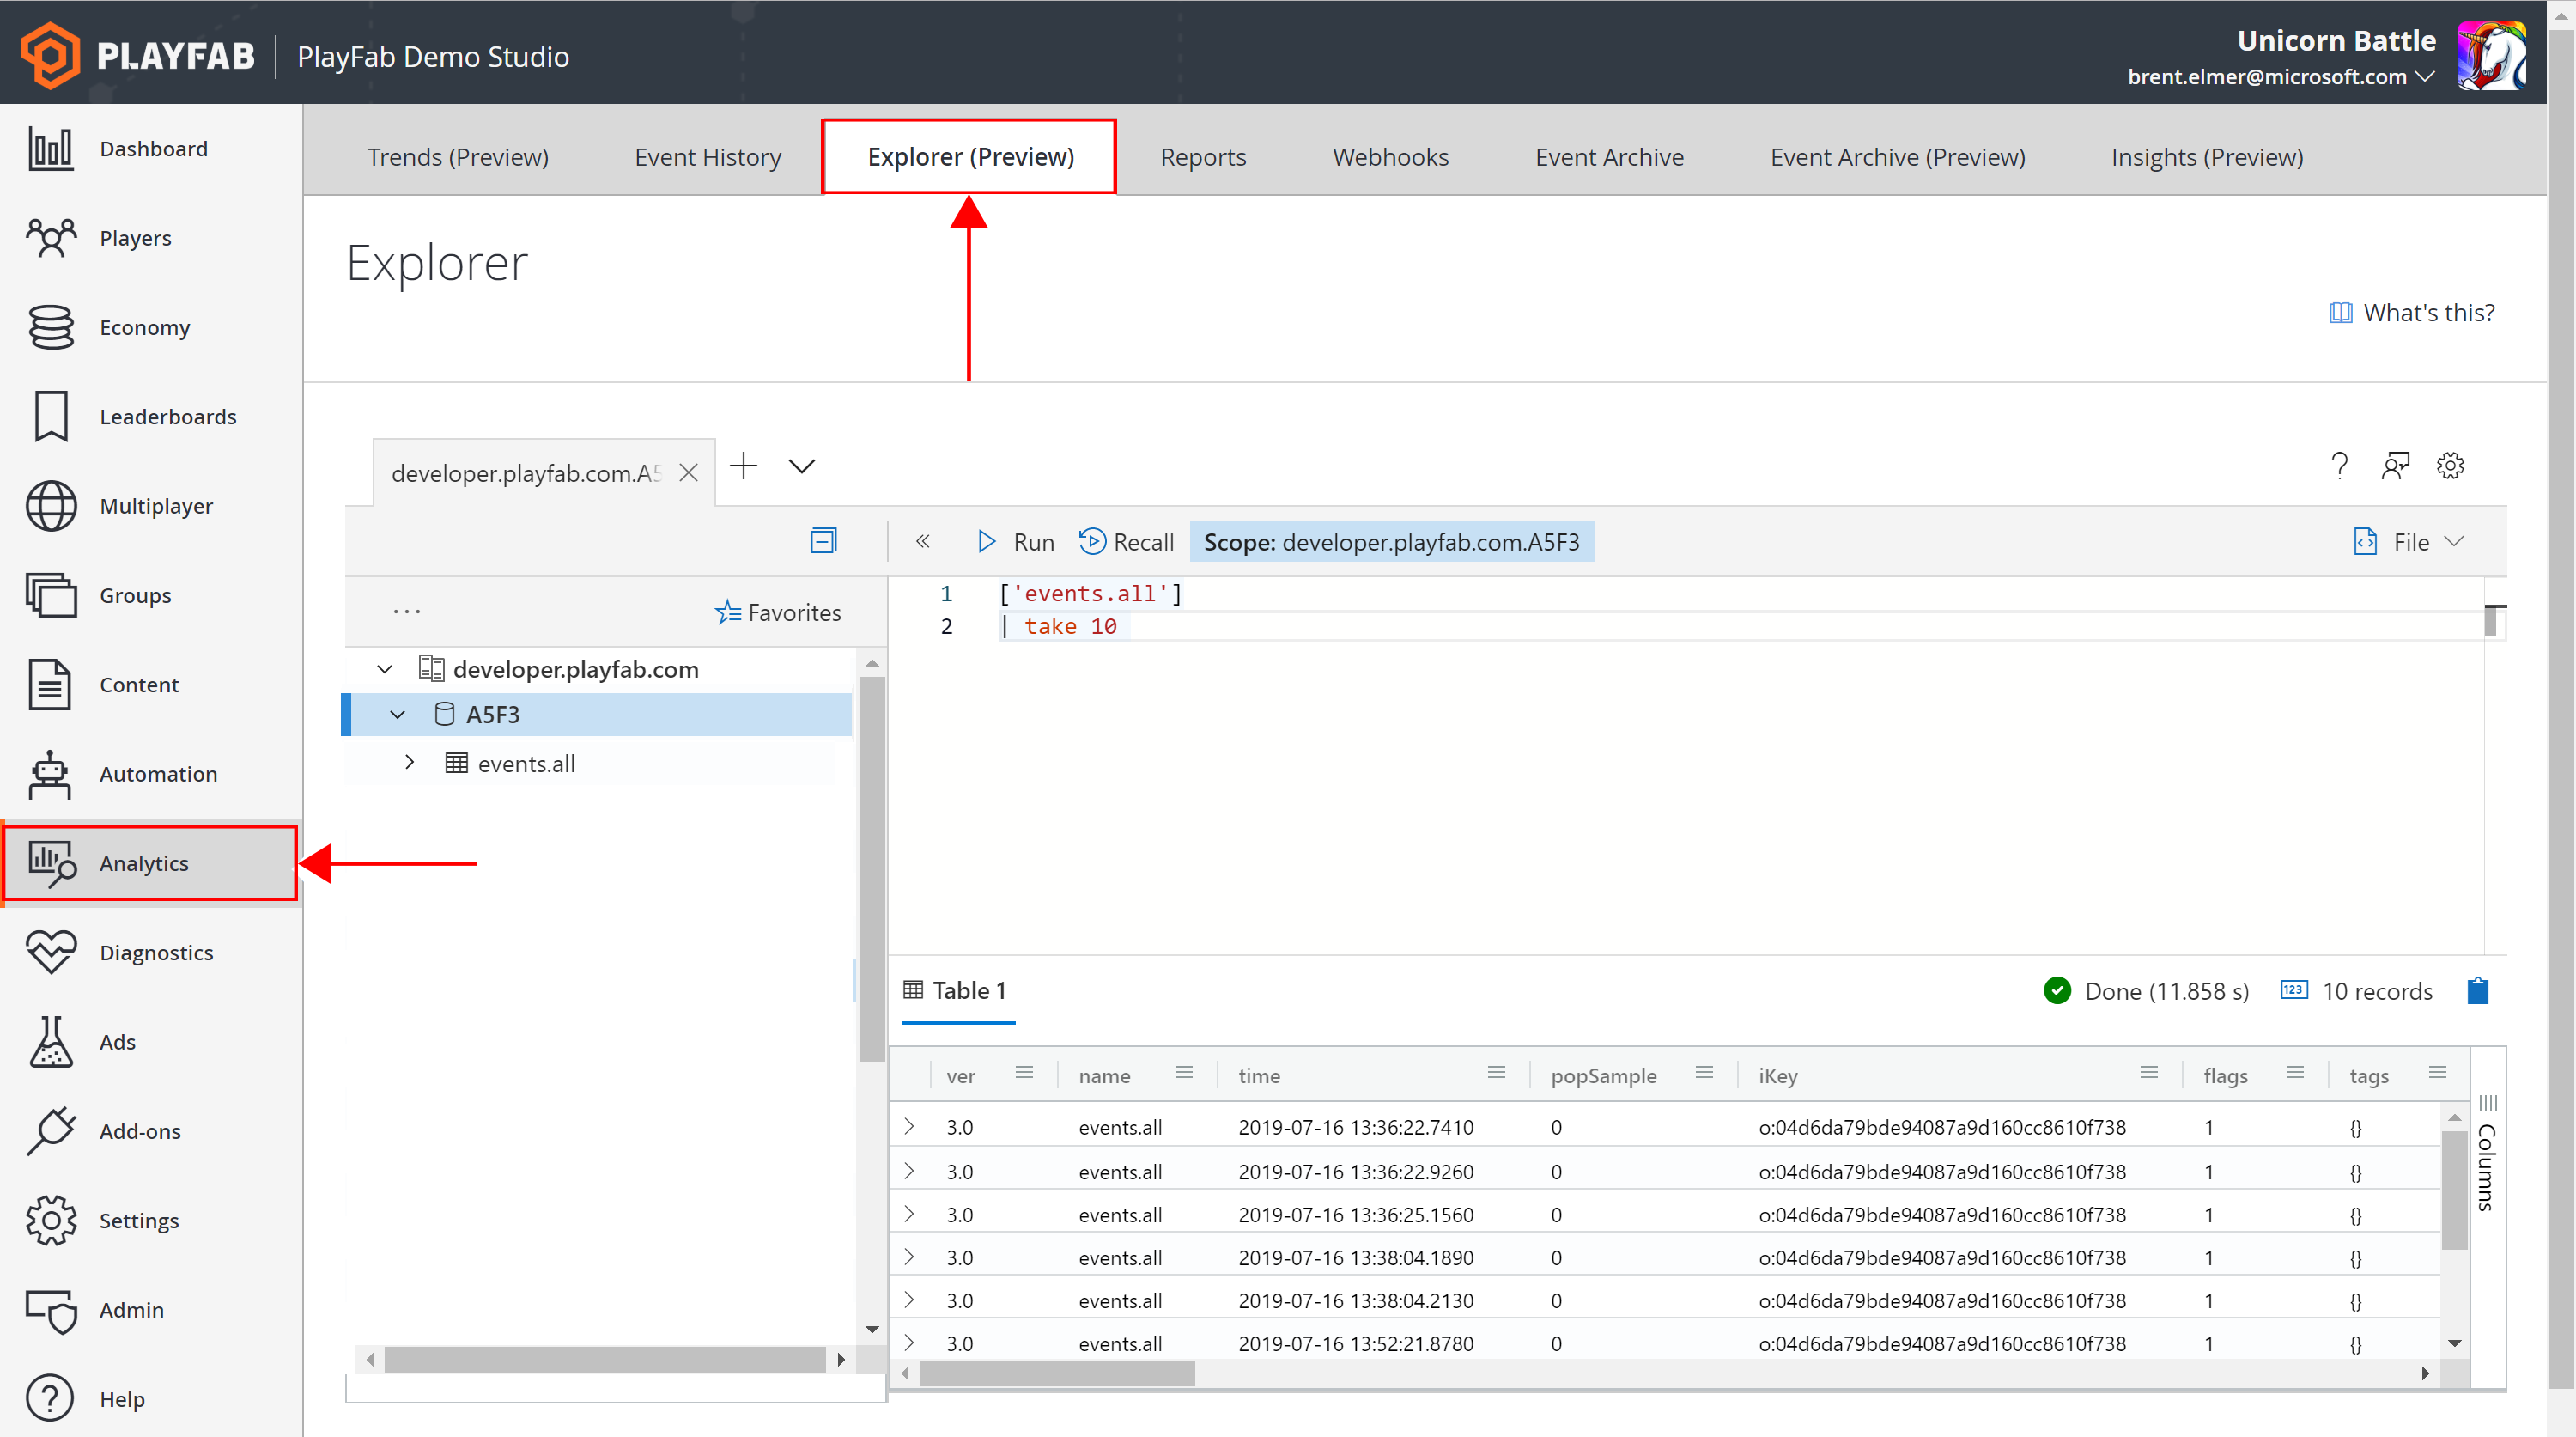 PLAYFAB
PlayFab Demo Studio
Unicorn Battle
brent.elmer@microsoft.com
Dashboard
Players
Economy
Leaderboards
Multiplayer
Groups
Content
Automation
Analytics
Diagnostics
Ads
Add-ons
Settings
Admin
Help
Trends (Preview) Event History Explorer (Preview) Reports Webhooks Event Archive Event Archive (Preview) Insights (Preview)
Explorer
What's this?
developer.playfab.com.A5
Run Recall Scope: developer.playfab.com.A5F3 File
... Favorites
developer.playfab.com
A5F3
events.all
1 ['events.all']
2 | take 10
Table 1 Done (11.858 s) 123 10 records
ver name time popSample iKey flags tags
3.0 events.all 2019-07-16 13:36:22.7410 0 o:04d6da79bde94087a9d160cc8610f738 1 {}
3.0 events.all 2019-07-16 13:36:22.9260 0 o:04d6da79bde94087a9d160cc8610f738 1 {}
3.0 events.all 2019-07-16 13:36:25.1560 0 o:04d6da79bde94087a9d160cc8610f738 1 {}
3.0 events.all 2019-07-16 13:38:04.1890 0 o:04d6da79bde94087a9d160cc8610f738 1 {}
3.0 events.all 2019-07-16 13:38:04.2130 0 o:04d6da79bde94087a9d160cc8610f738 1 {}
3.0 events.all 2019-07-16 13:52:21.8780 0 o:04d6da79bde94087a9d160cc8610f738 1 {}
Columns